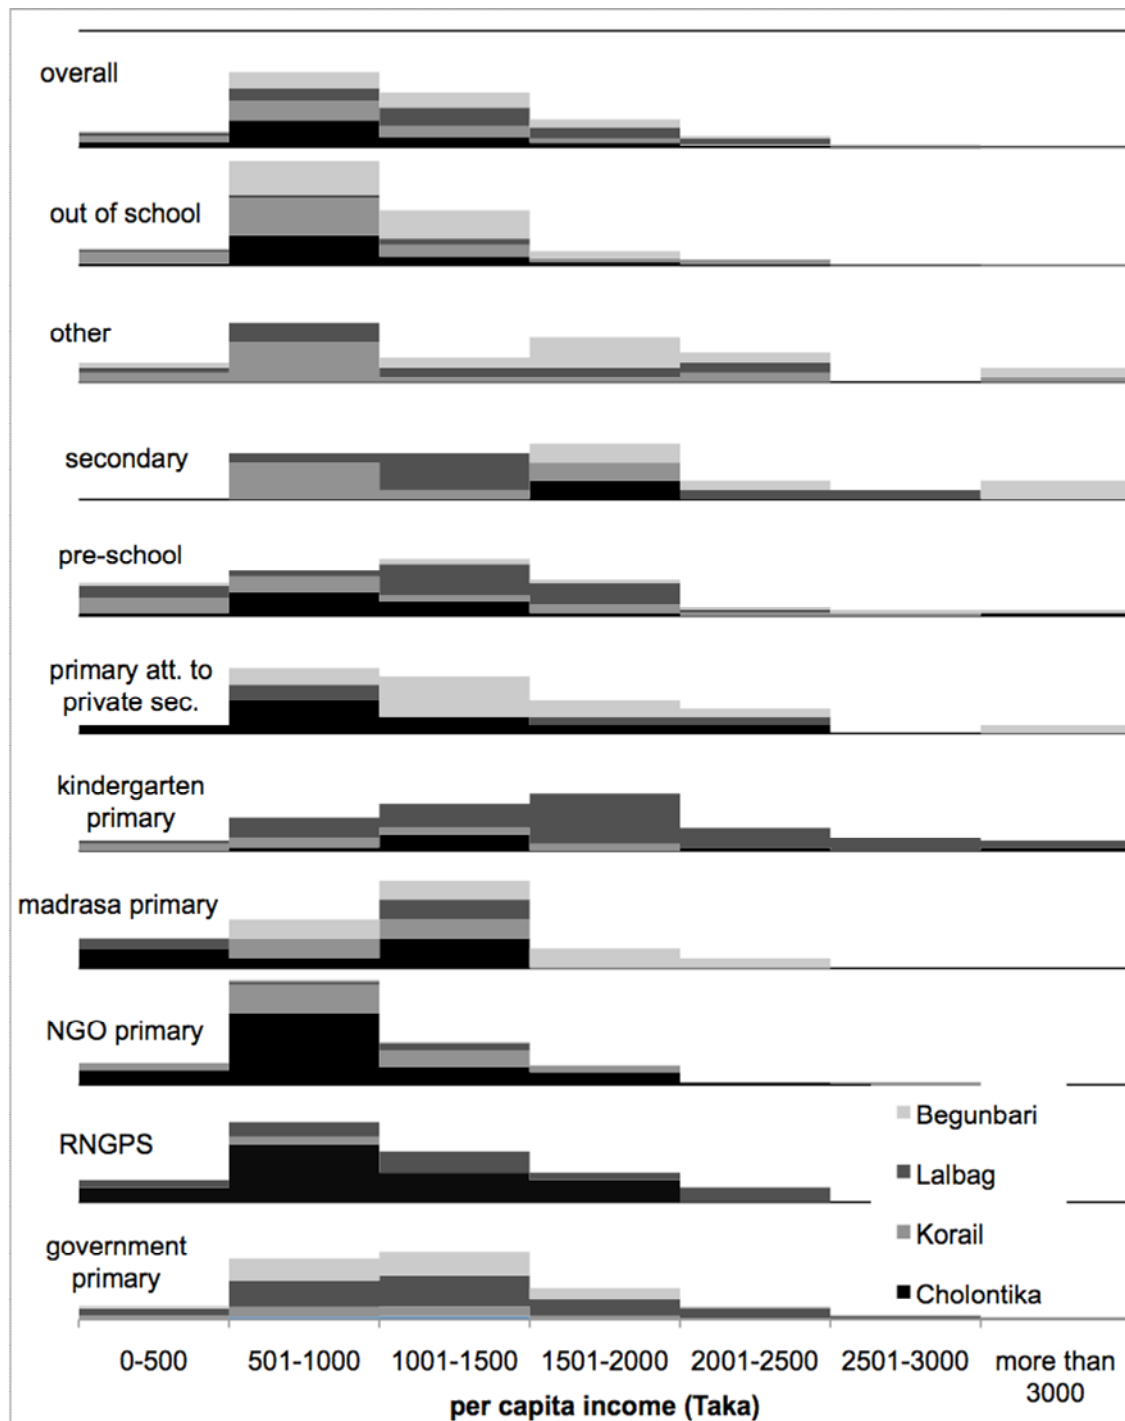 overall
out of school
other
secondary
pre-school
primary att. to
private sec.
kindergarten
primary
madrasa primary
NGO primary
RNGPS
government
primary
Begunbari
Lalbag
Korail
Cholontika
0-500 501-1000 1001-1500 1501-2000 2001-2500 2501-3000 more than
3000
per capita income (Taka)